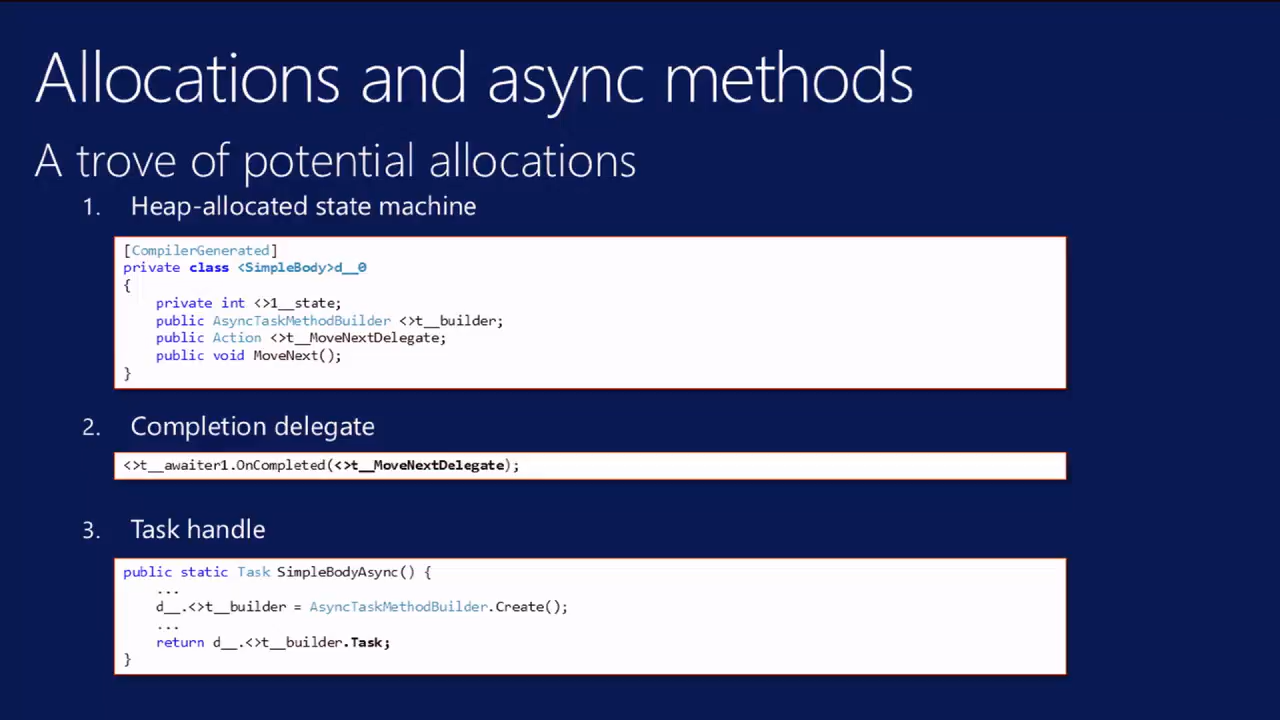 Allocations and async methods
A trove of potential allocations
1. Heap-allocated state machine
[CompilerGenerated]
private class <SimpleBody>d__0
{
    private int <>1__state;
    public AsyncTaskMethodBuilder <>t__builder;
    public Action <>t__MoveNextDelegate;
    public void MoveNext();
}
2. Completion delegate
<>t__awaiter1.OnCompleted(<>t__MoveNextDelegate);
3. Task handle
public static Task SimpleBodyAsync() {
    ...
    d__.<>t__builder = AsyncTaskMethodBuilder.Create();
    ...
    return d__.<>t__builder.Task;
}